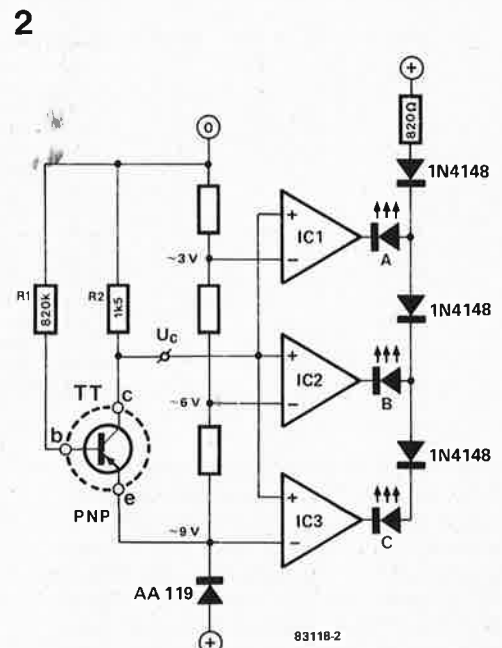 2
+
820Ω
1N4148
0
IC1
+
−
A
~3 V
R1
820k
R2
1k5
1N4148
Uc
TT
c
b
e
PNP
IC2
+
−
B
~6 V
1N4148
IC3
+
−
C
~9 V
AA 119
+
83118-2